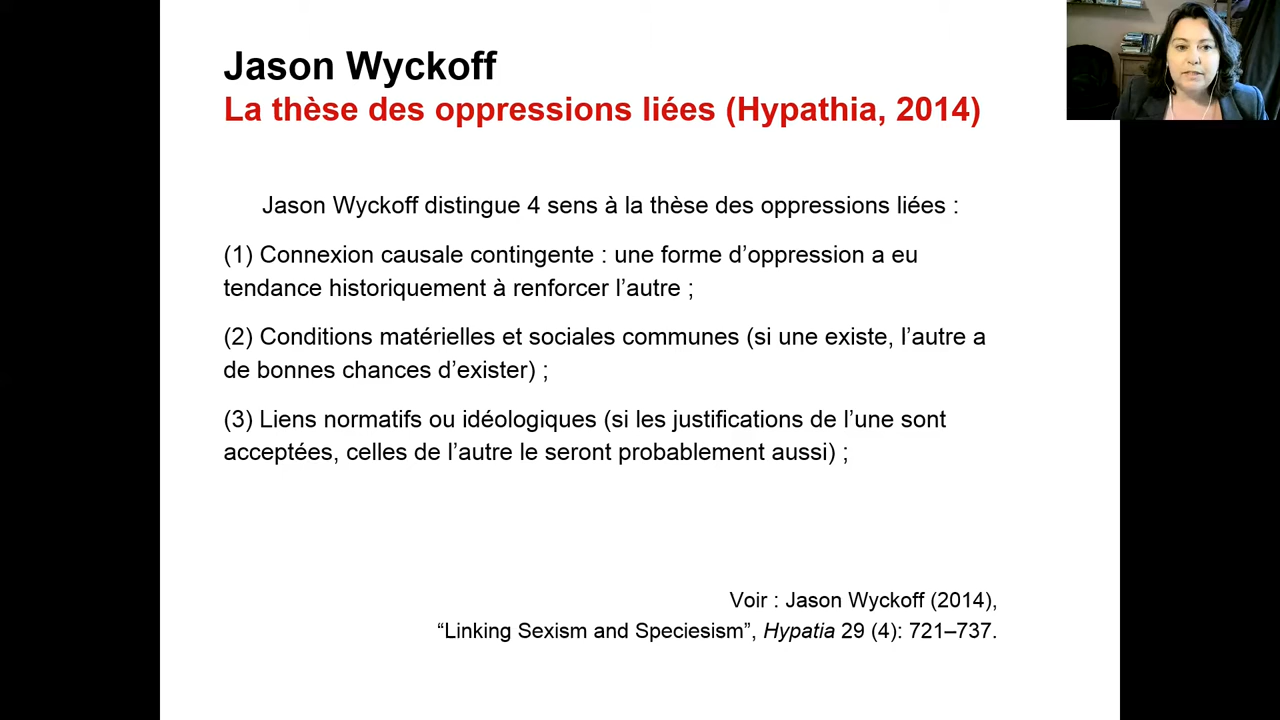 Jason Wyckoff
La thèse des oppressions liées (Hypathia, 2014)
Jason Wyckoff distingue 4 sens à la thèse des oppressions liées :
(1) Connexion causale contingente : une forme d’oppression a eu
tendance historiquement à renforcer l’autre ;
(2) Conditions matérielles et sociales communes (si une existe, l’autre a
de bonnes chances d’exister) ;
(3) Liens normatifs ou idéologiques (si les justifications de l’une sont
acceptées, celles de l’autre le seront probablement aussi) ;
Voir : Jason Wyckoff (2014),
“Linking Sexism and Speciesism”, Hypatia 29 (4): 721–737.